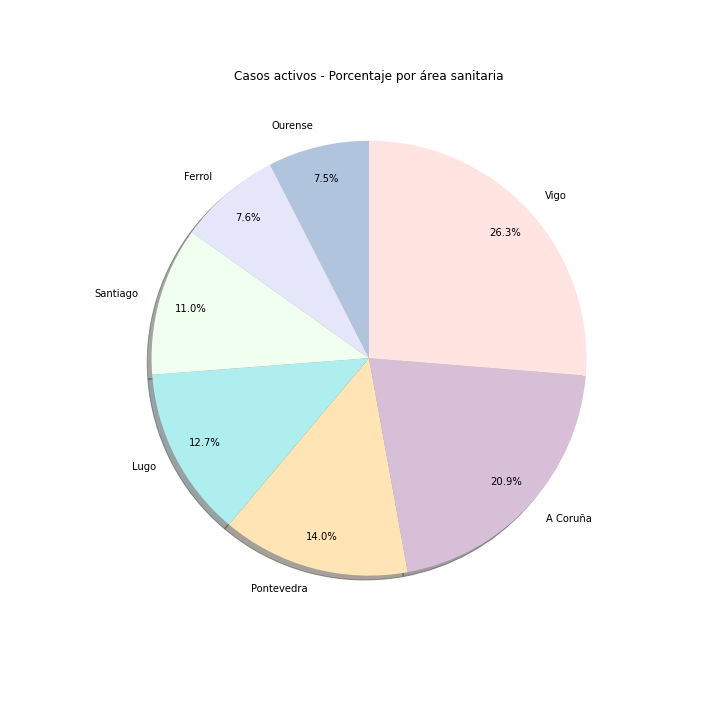 Casos activos - Porcentaje por área sanitaria
Ourense
7.5%
Ferrol
7.6%
Vigo
26.3%
Santiago
11.0%
Lugo
12.7%
A Coruña
20.9%
Pontevedra
14.0%